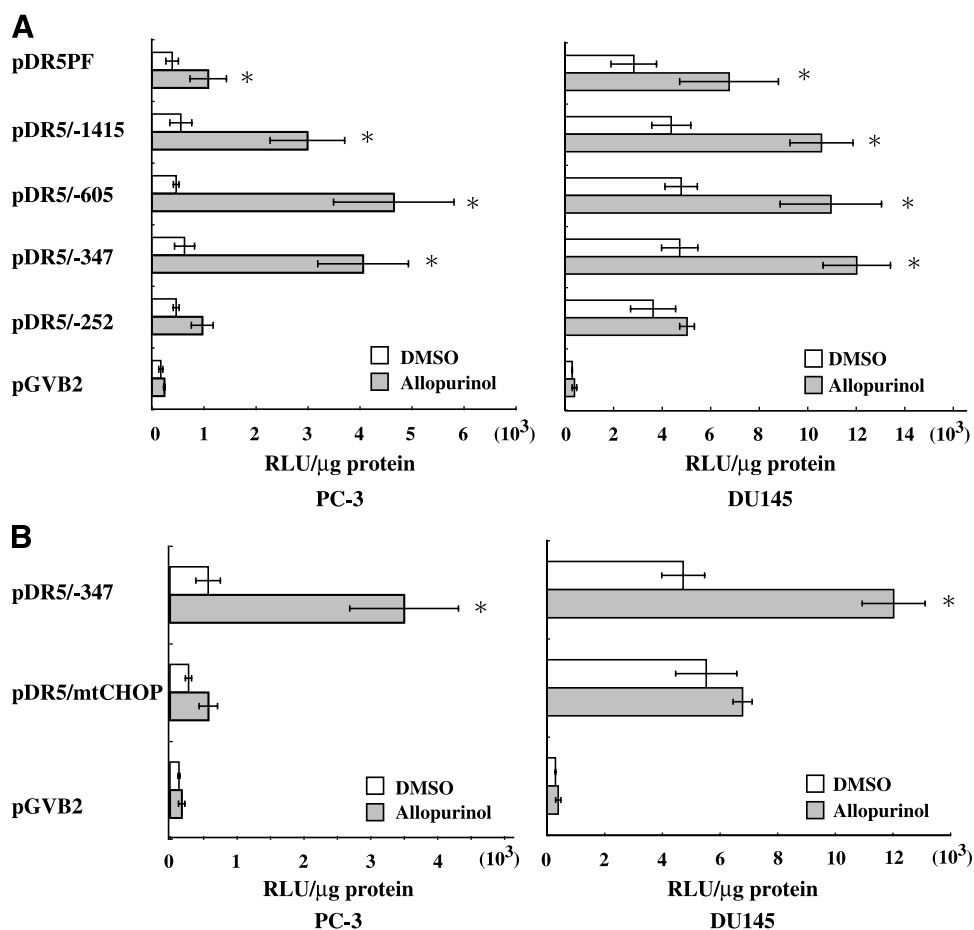 A
pDR5PF
pDR5/-1415
pDR5/-605
pDR5/-347
pDR5/-252
pGVB2
* * * *
DMSO
Allopurinol
0 1 2 3 4 5 6 (10³)
RLU/μg protein
PC-3
* * * *
DMSO
Allopurinol
0 2 4 6 8 10 12 14 (10³)
RLU/μg protein
DU145
B
pDR5/-347
pDR5/mtCHOP
pGVB2
*
DMSO
Allopurinol
0 1 2 3 3 4 (10³)
RLU/μg protein
PC-3
*
DMSO
Allopurinol
0 2 4 6 8 10 12 (10³)
RLU/μg protein
DU145